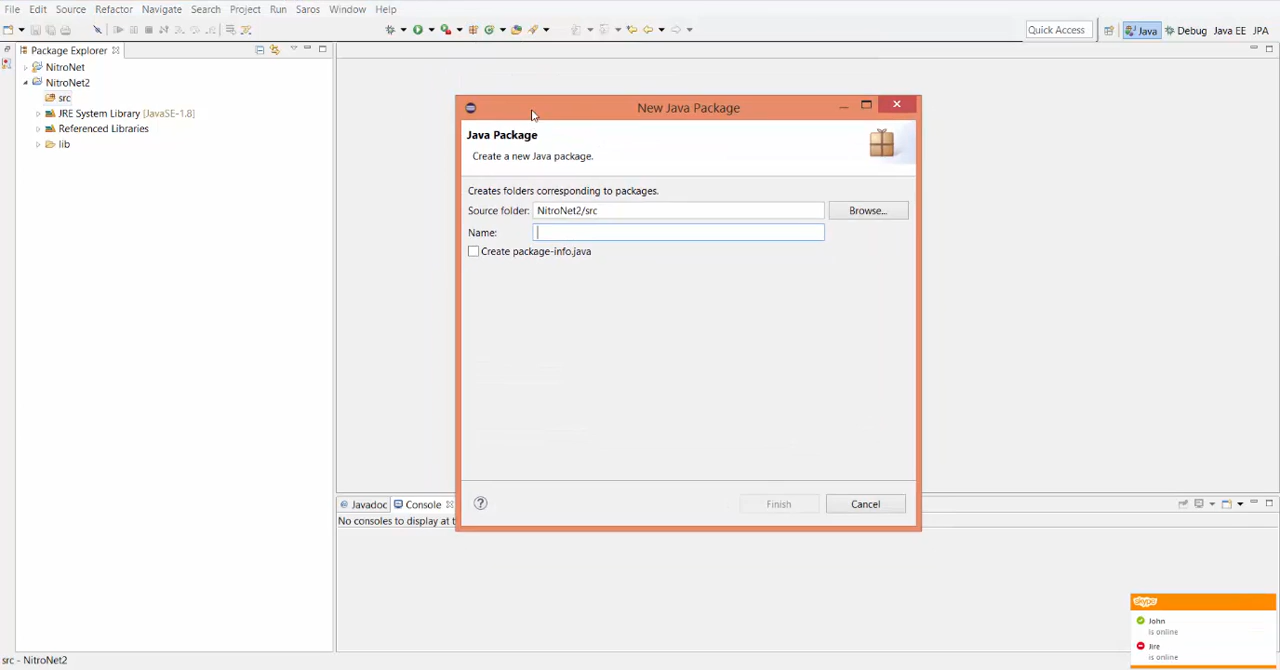 File Edit Source Refactor Navigate Search Project Run Saros Window Help
Quick Access Java Debug Java EE JPA
Package Explorer
NitroNet
NitroNet2
src
JRE System Library [JavaSE-1.8]
Referenced Libraries
lib
New Java Package
Java Package
Create a new Java package.
Creates folders corresponding to packages.
Source folder: NitroNet2/src Browse...
Name:
Create package-info.java
Finish Cancel
Javadoc Console
No consoles to display at t
skype
John
is online
Jire
is online
src - NitroNet2